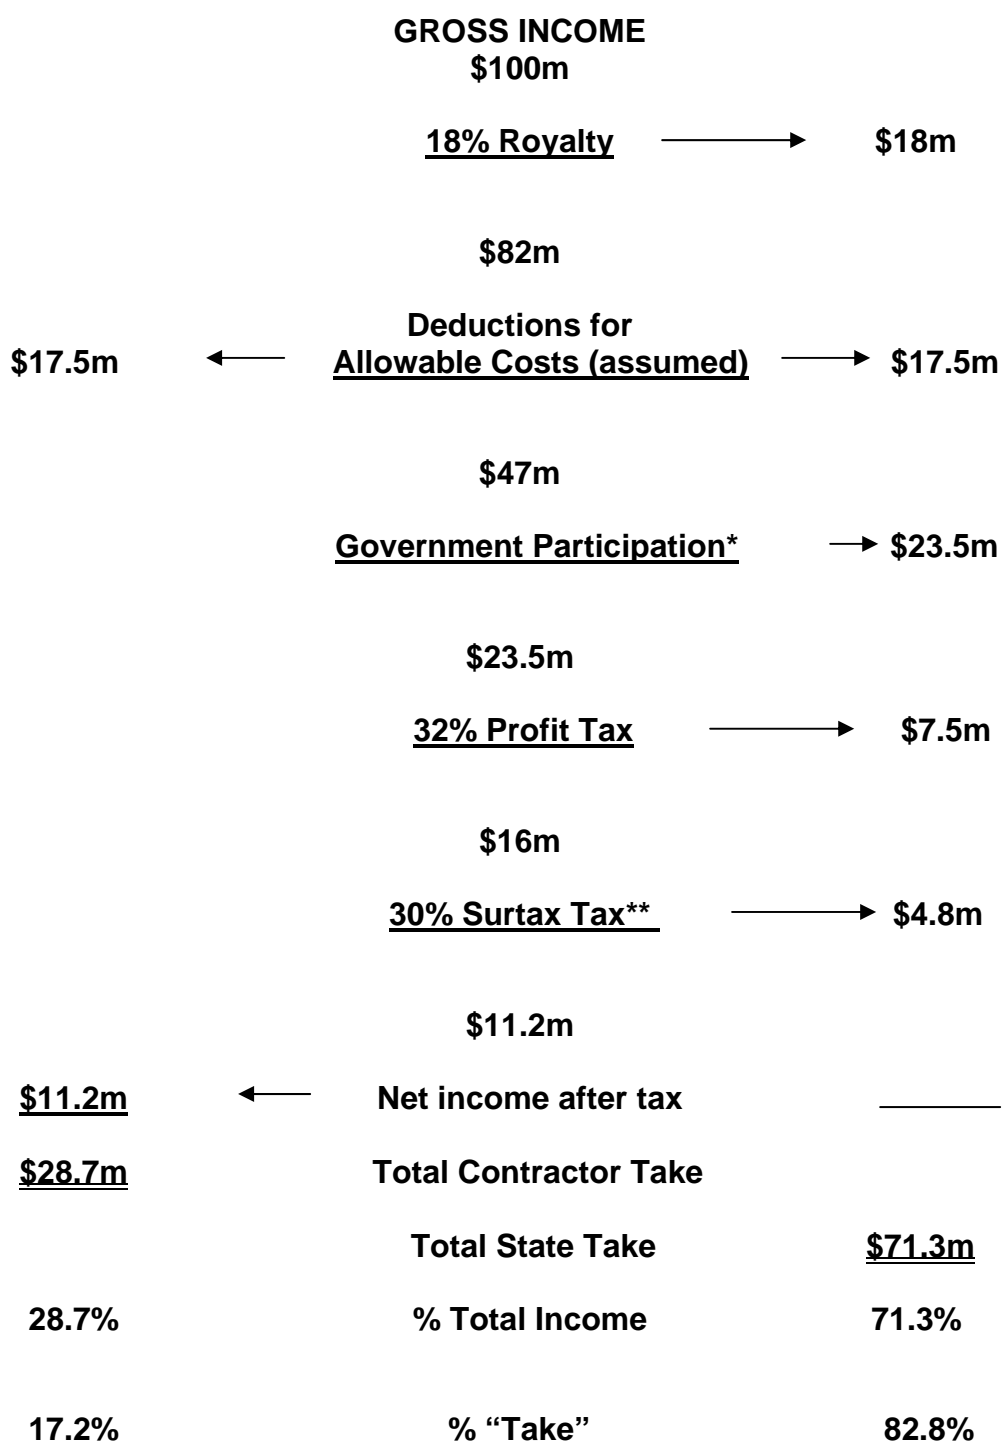 GROSS INCOME
$100m
18% Royalty $18m
$82m
Deductions for
$17.5m Allowable Costs (assumed) $17.5m
$47m
Government Participation* $23.5m
$23.5m
32% Profit Tax $7.5m
$16m
30% Surtax Tax** $4.8m
$11.2m
$11.2m Net income after tax
$28.7m Total Contractor Take
Total State Take $71.3m
28.7% % Total Income 71.3%
17.2% % “Take” 82.8%